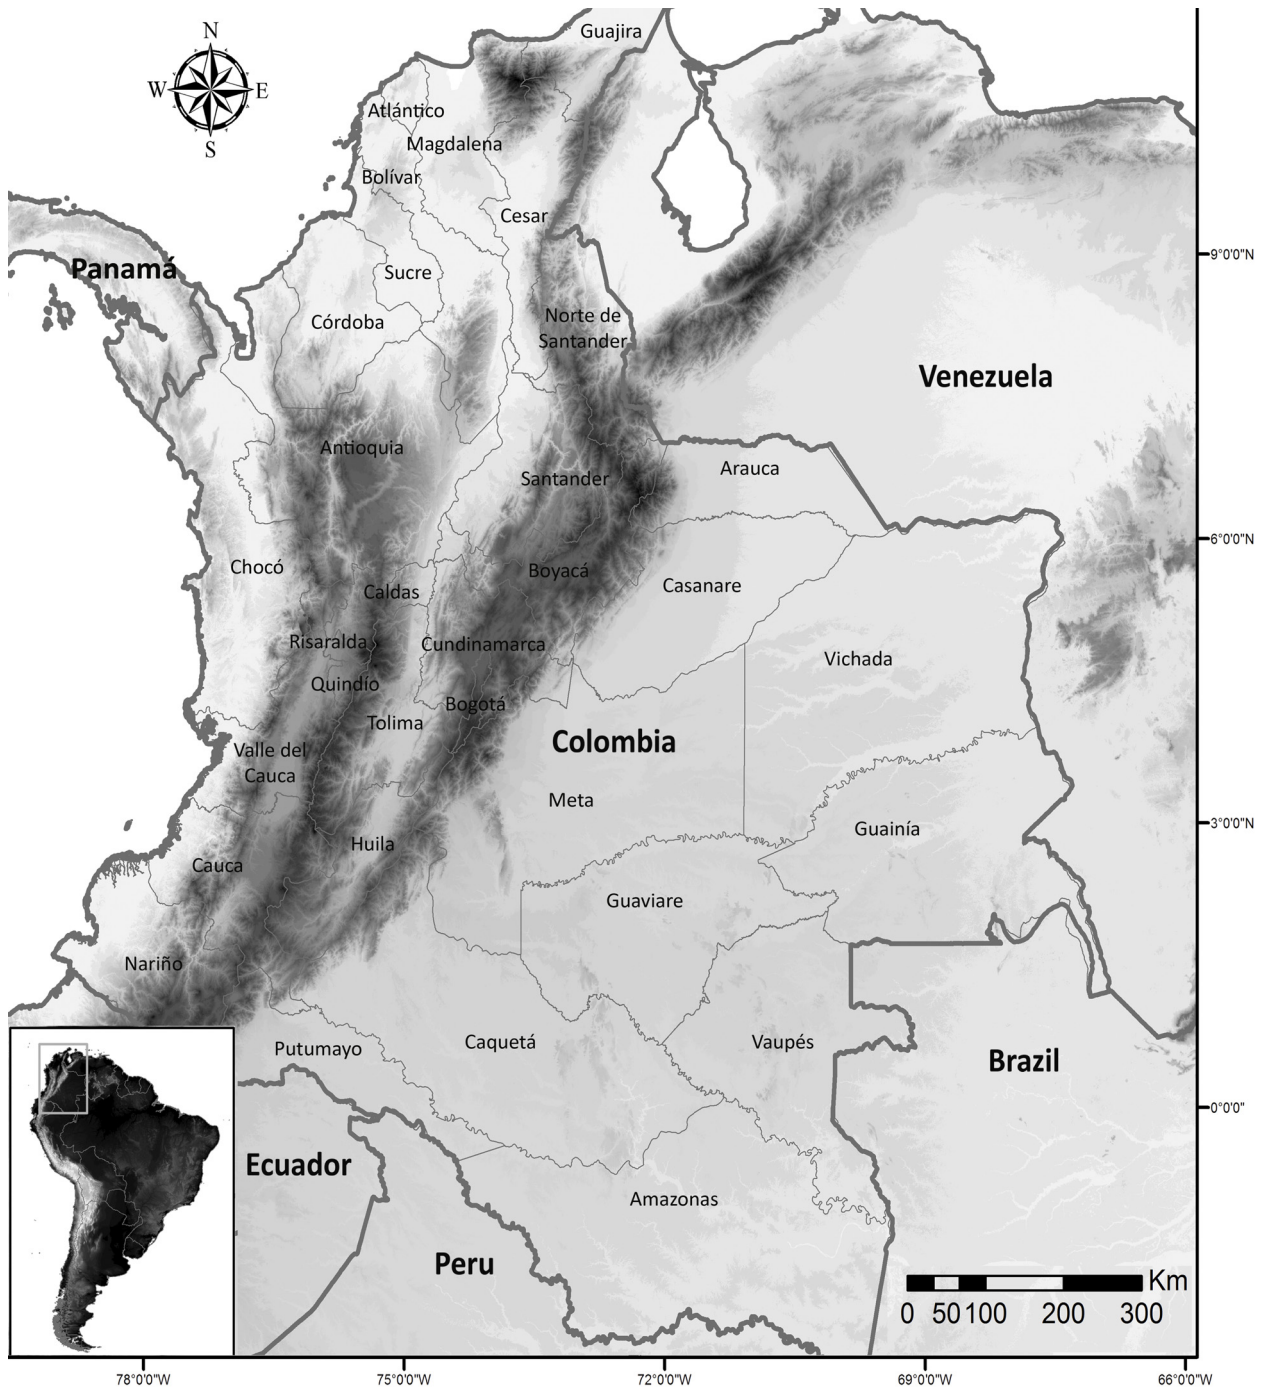 N
W
E
S
Guajira
Atlántico
Magdalena
Bolívar
Cesar
Panamá
Sucre
9°0'0"N
Córdoba
Norte de
Santander
Venezuela
Antioquia
Santander
Arauca
6°0'0"N
Chocó
Boyacá
Caldas
Casanare
Risaralda
Cundinamarca
Vichada
Quindío
Bogotá
Tolima
Colombia
Valle del
Cauca
Meta
3°0'0"N
Guainía
Huila
Cauca
Guaviare
Nariño
Putumayo
Caquetá
Vaupés
Brazil
0°0'0"
Ecuador
Amazonas
Peru
Km
0 50 100 200 300
78°0'0"W 75°0'0"W 72°0'0"W 69°0'0"W 66°0'0"W